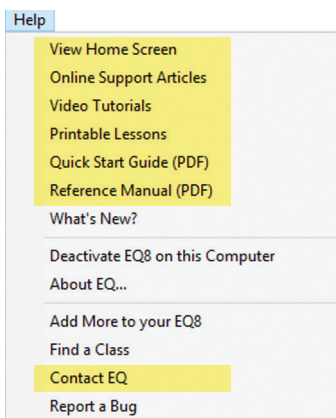 Help
View Home Screen
Online Support Articles
Video Tutorials
Printable Lessons
Quick Start Guide (PDF)
Reference Manual (PDF)
What's New?
Deactivate EQ8 on this Computer
About EQ...
Add More to your EQ8
Find a Class
Contact EQ
Report a Bug